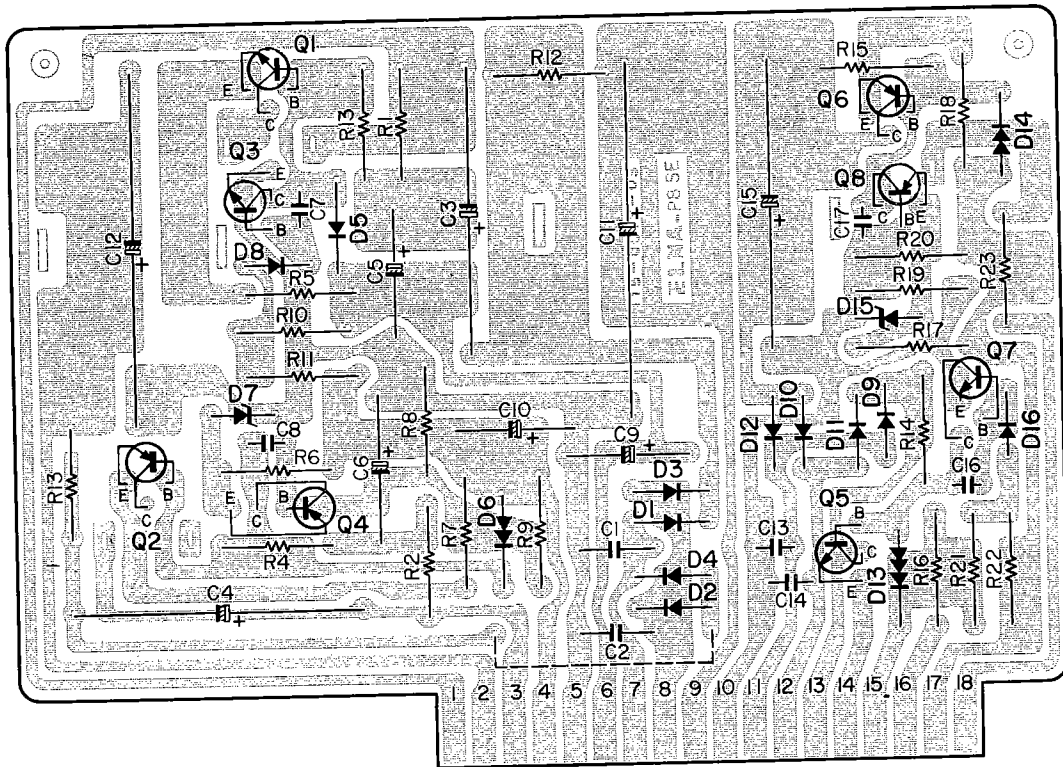 Q1
E
B
C
R12
R15
Q6
E
B
C
R18
D14
Q3
E
C
B
C7
R13
R1
D5
C12
+
D8
R5
C5
+
C3
+
C11
+
ELMA-P85E
C15
+
Q8
C17
C
B
E
R20
R19
R23
D15
R10
R11
R17
Q7
E
B
C
D7
C8
R8
C10
+
C9
+
D12
D10
D11
D9
R14
D16
R13
E
B
C
Q2
R6
C6
+
E
C
B
Q4
R4
R7
D6
R9
D3
D1
C1
D4
D2
C16
Q5
B
C
E
C13
C14
D13
R16
R21
R22
R2
C4
+
C2
1 2 3 4 5 6 7 8 9 10 11 12 13 14 15 16 17 18